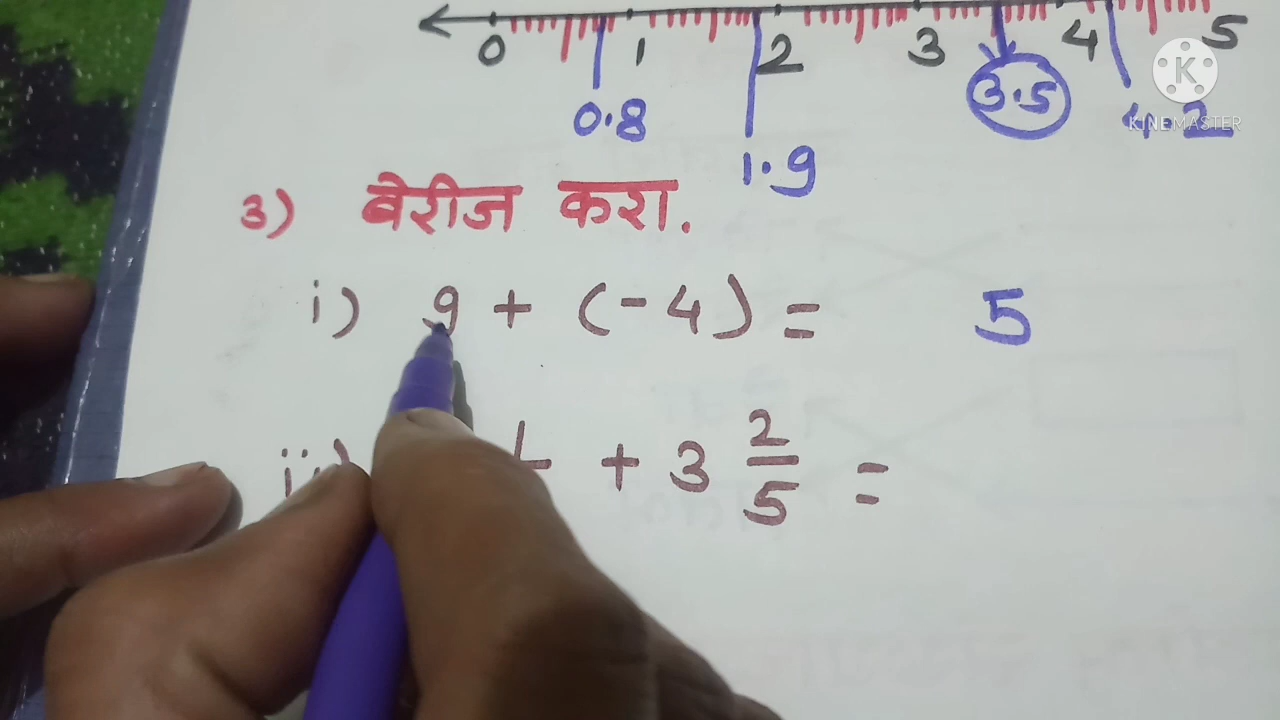 0 1 2 3 4 5
0.8 3.5 4.2
KINEMASTER
1.9
3) बेरीज करा.
i) 9 + (-4) = 5
ii) + 3 2/5 =